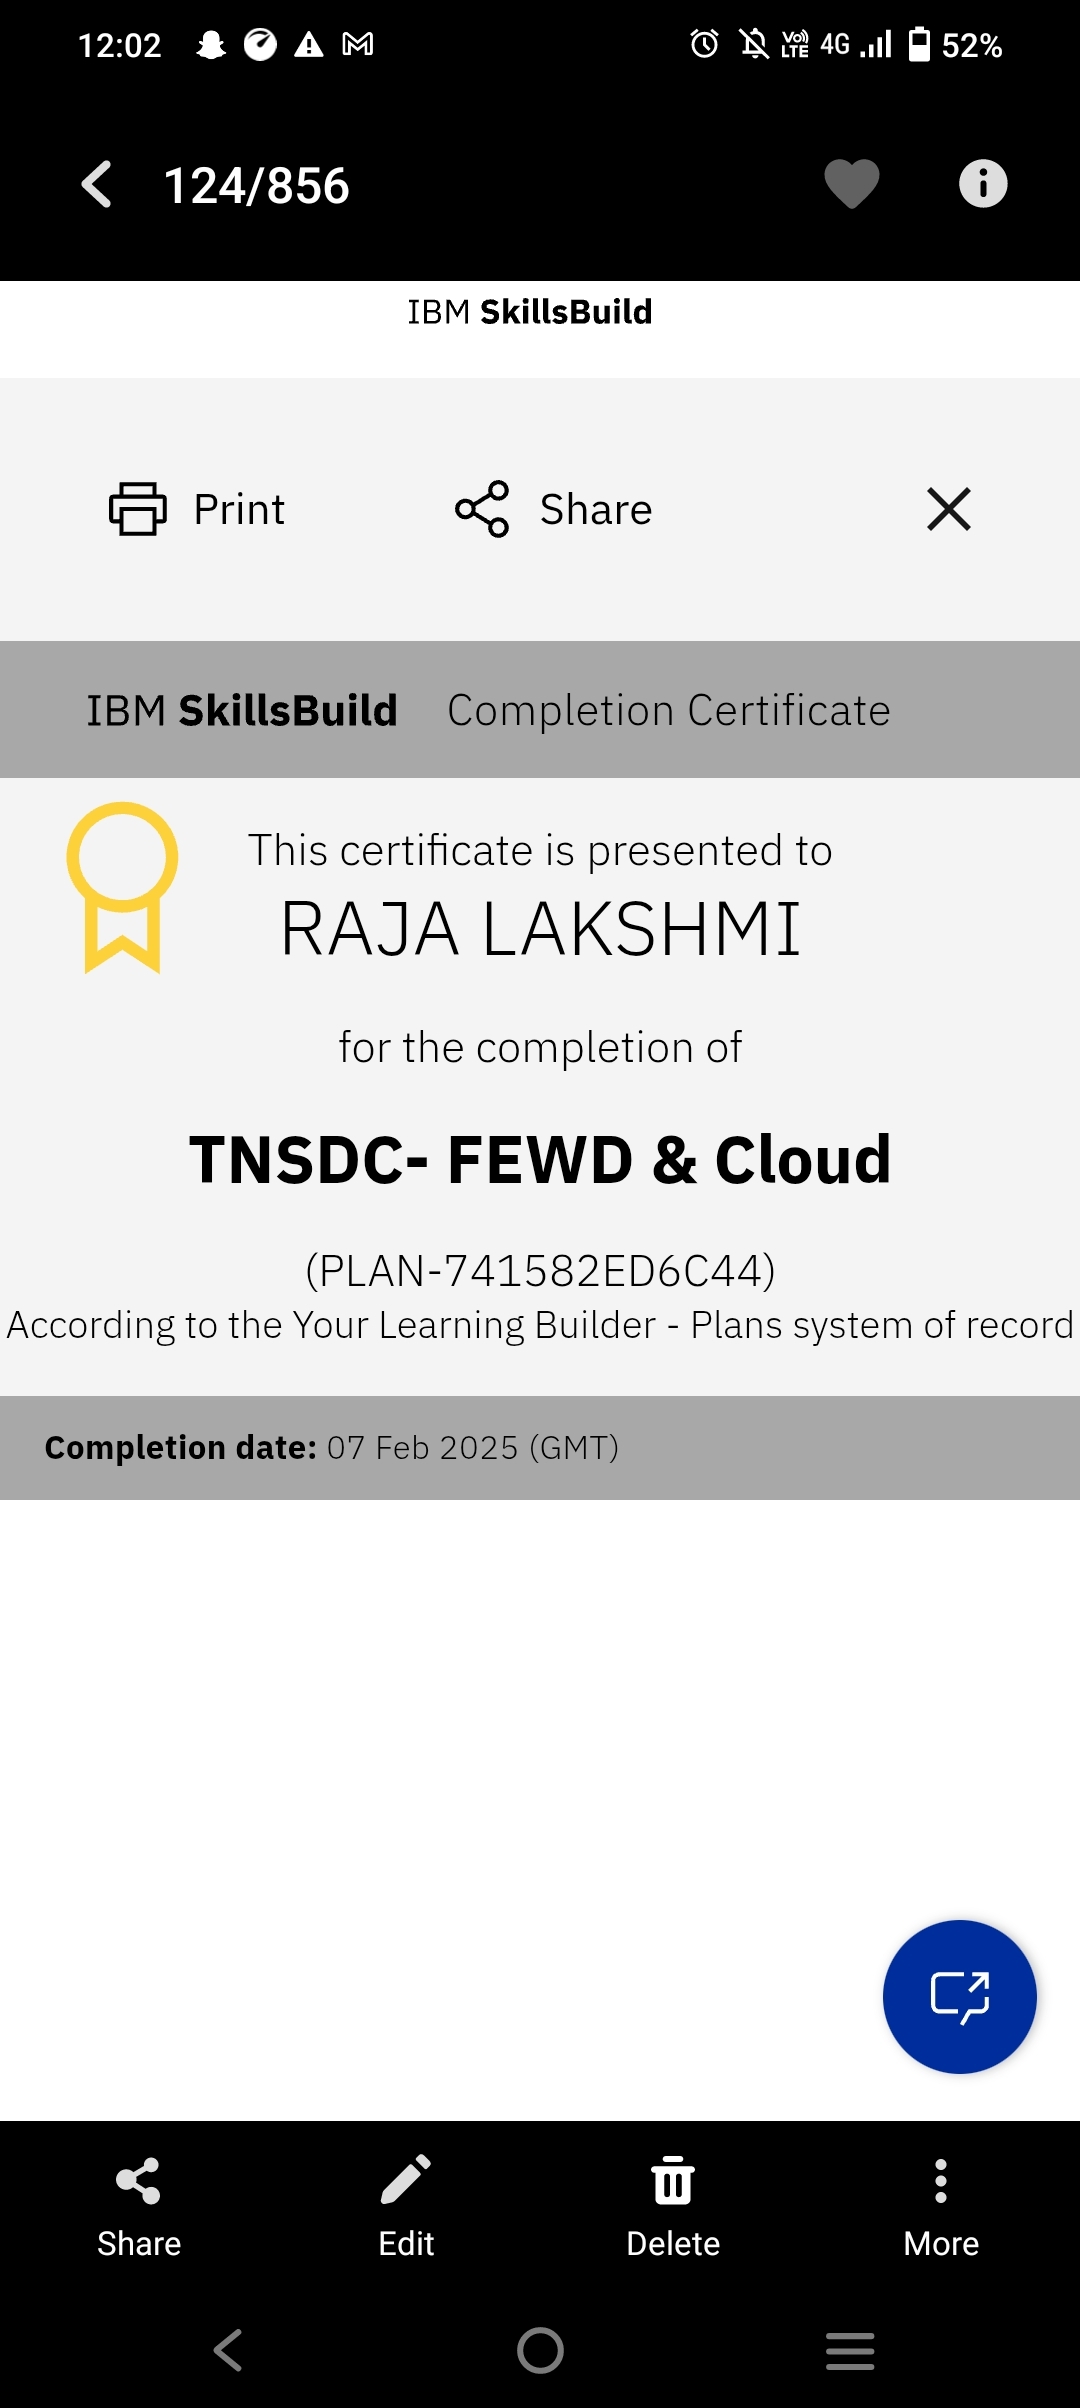 12:02 VoLTE 4G 52%
124/856
IBM SkillsBuild
Print Share
IBM SkillsBuild Completion Certificate
This certificate is presented to
RAJA LAKSHMI
for the completion of
TNSDC- FEWD & Cloud
(PLAN-741582ED6C44)
According to the Your Learning Builder - Plans system of record
Completion date: 07 Feb 2025 (GMT)
Share Edit Delete More